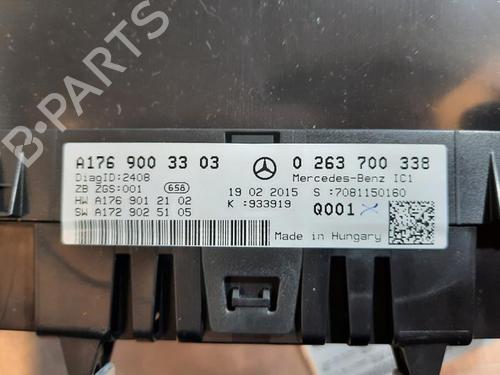 B-PARTS
A176 900 33 03
DiagID:2408
ZB ZGS:001
658
HW A176 901 21 02
SW A172 902 51 05
19 02 2015
K :933919
0 263 700 338
Mercedes-Benz IC1
S :7081150160
Q001
Made in Hungary